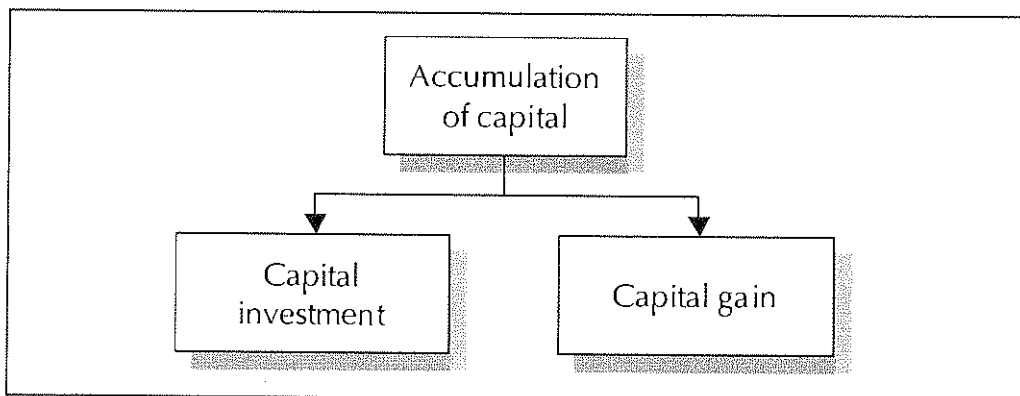 Accumulation
of capital
Capital
investment
Capital gain